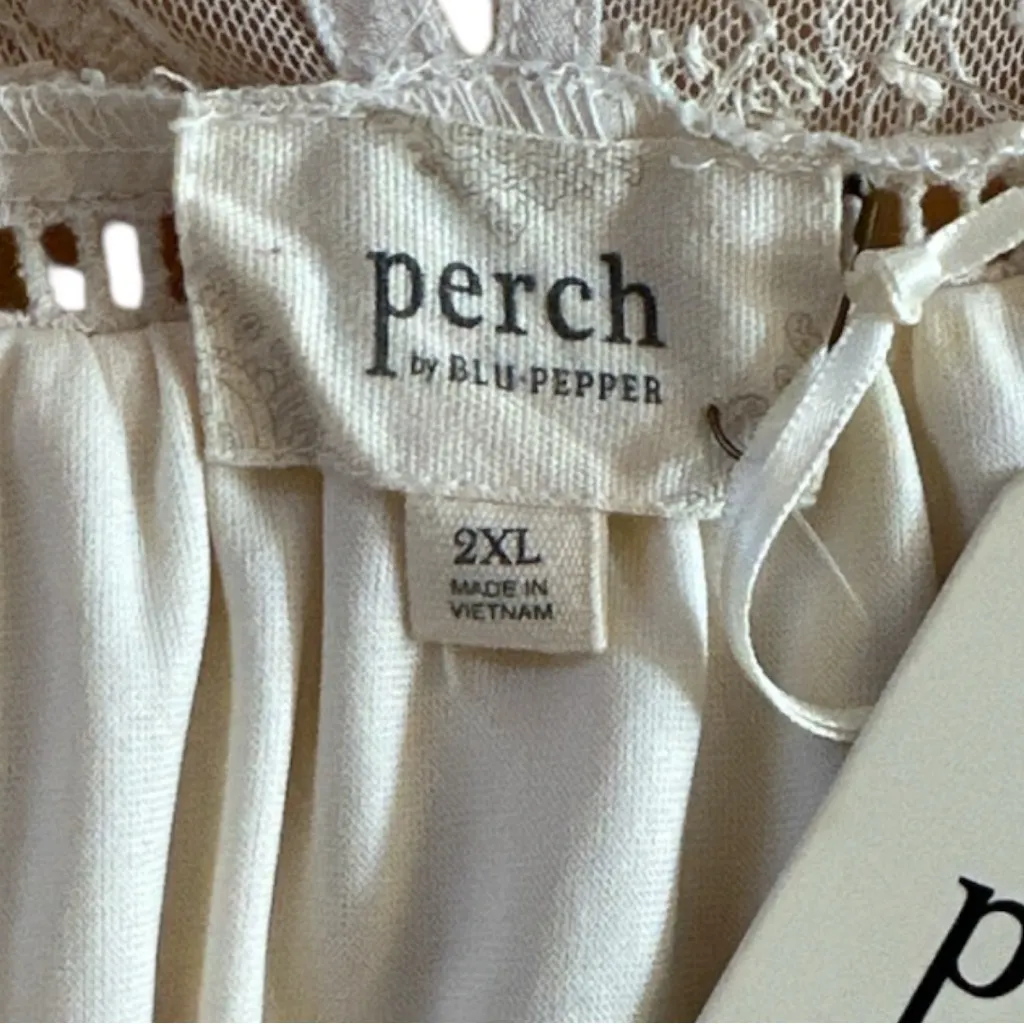 perch
by BLU·PEPPER
2XL
MADE IN
VIETNAM
p